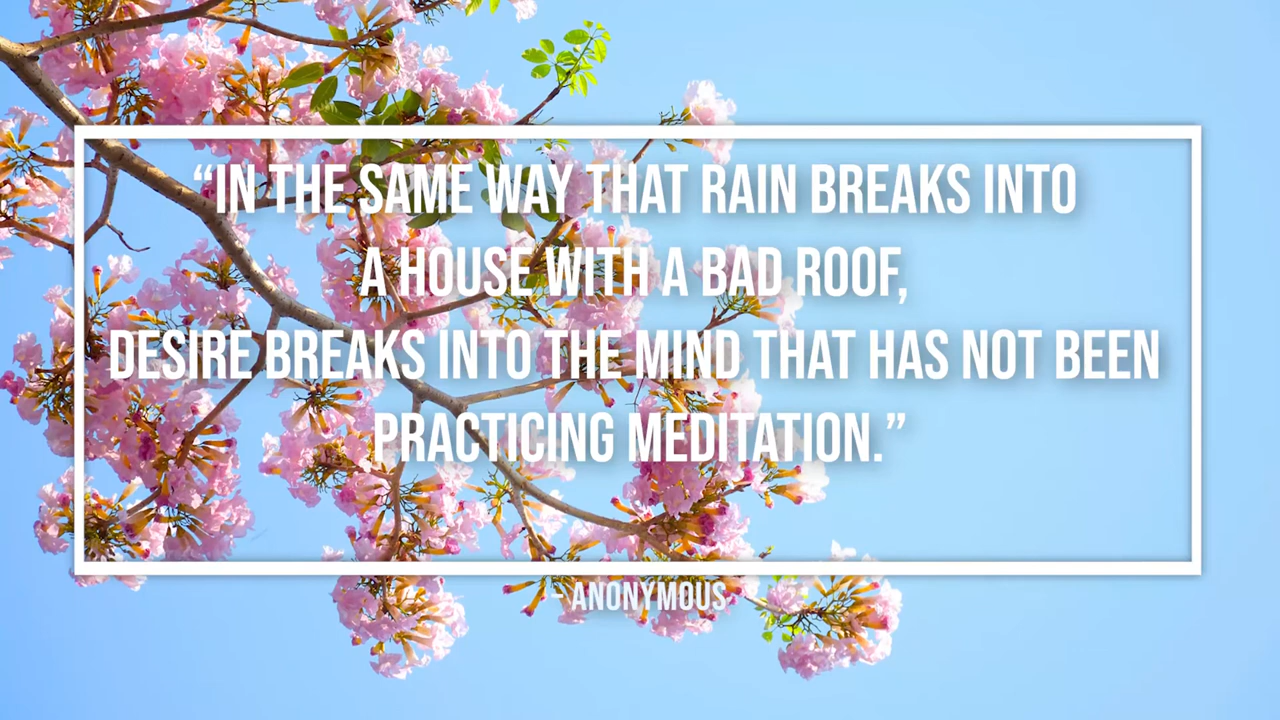 “IN THE SAME WAY THAT RAIN BREAKS INTO
A HOUSE WITH A BAD ROOF,
DESIRE BREAKS INTO THE MIND THAT HAS NOT BEEN
PRACTICING MEDITATION.”
- ANONYMOUS